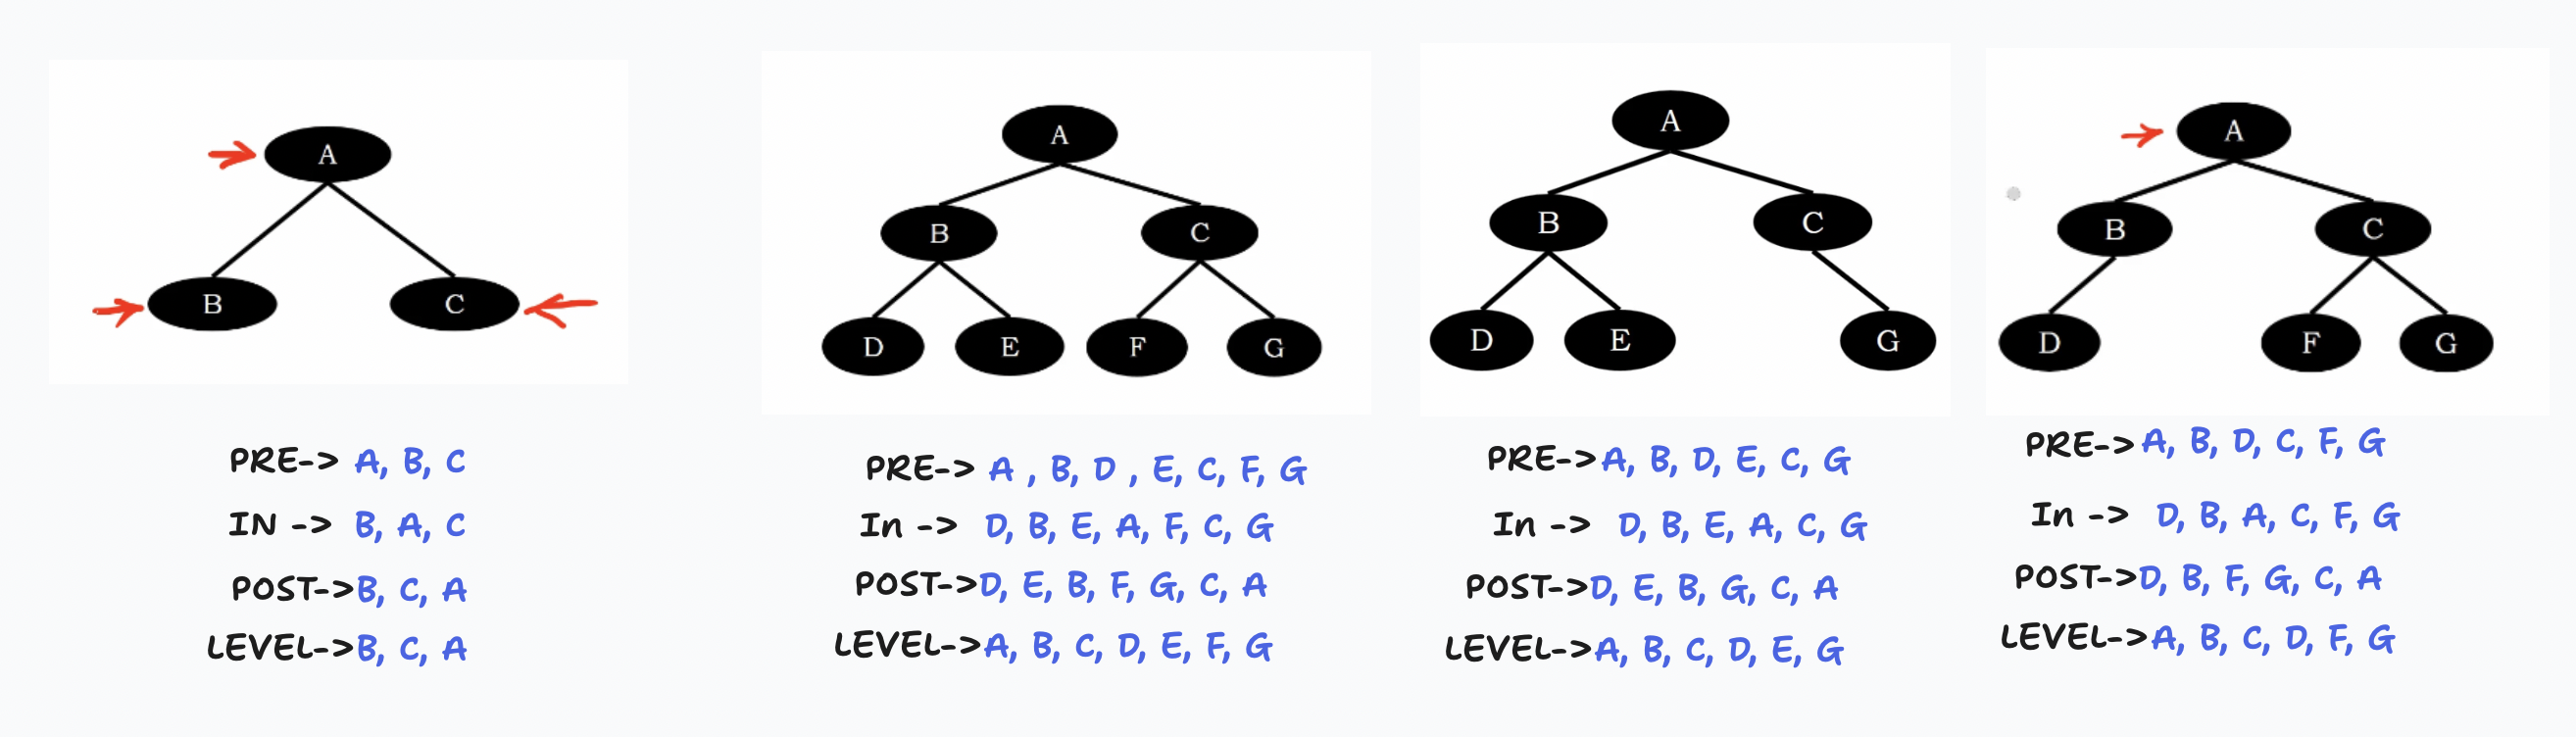 A
B C
PRE-> A, B, C
IN -> B, A, C
POST->B, C, A
LEVEL->B, C, A
A
B C
D E F G
PRE-> A , B, D , E, C, F, G
In -> D, B, E, A, F, C, G
POST->D, E, B, F, G, C, A
LEVEL->A, B, C, D, E, F, G
A
B C
D E G
PRE->A, B, D, E, C, G
In -> D, B, E, A, C, G
POST->D, E, B, G, C, A
LEVEL->A, B, C, D, E, G
A
B C
D F G
PRE->A, B, D, C, F, G
In -> D, B, A, C, F, G
POST->D, B, F, G, C, A
LEVEL->A, B, C, D, F, G